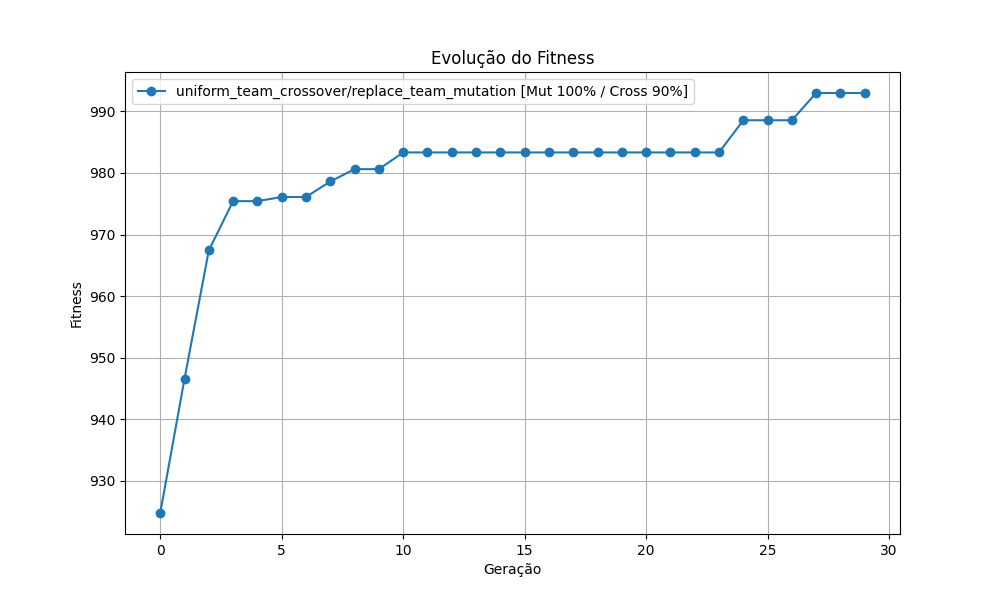 Evolução do Fitness
uniform_team_crossover/replace_team_mutation [Mut 100% / Cross 90%]
Fitness
990
980
970
960
950
940
930
0 5 10 15 20 25 30
Geração